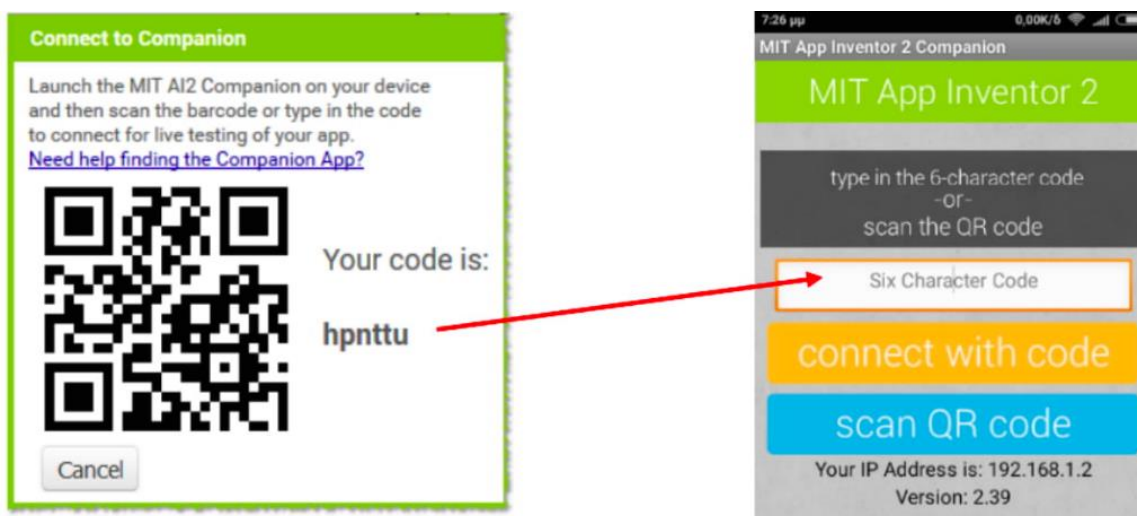 Connect to Companion
Launch the MIT AI2 Companion on your device
and then scan the barcode or type in the code
to connect for live testing of your app.
Need help finding the Companion App?
Your code is:
hpnttu
Cancel
7:26 μμ 0,00K/δ
MIT App Inventor 2 Companion
MIT App Inventor 2
type in the 6-character code
-or-
scan the QR code
Six Character Code
connect with code
scan QR code
Your IP Address is: 192.168.1.2
Version: 2.39